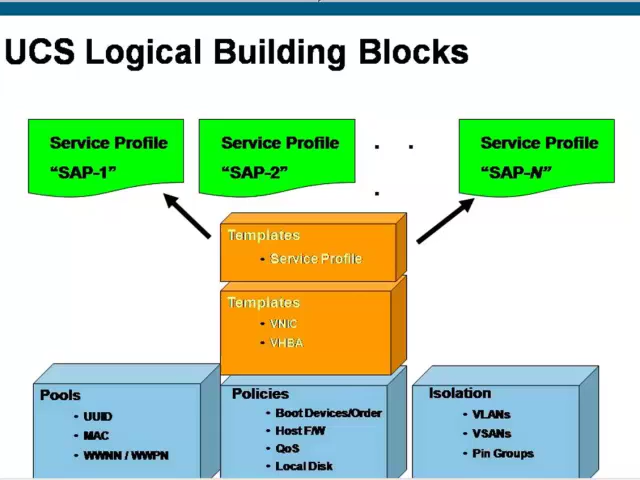 UCS Logical Building Blocks
Service Profile
“SAP-1”
Service Profile
“SAP-2”
. . .
Service Profile
“SAP-N”
Templates
• Service Profile
Templates
• VNIC
• VHBA
Pools
• UUID
• MAC
• WWNN / WWPN
Policies
• Boot Devices/Order
• Host F/W
• QoS
• Local Disk
Isolation
• VLANs
• VSANs
• Pin Groups